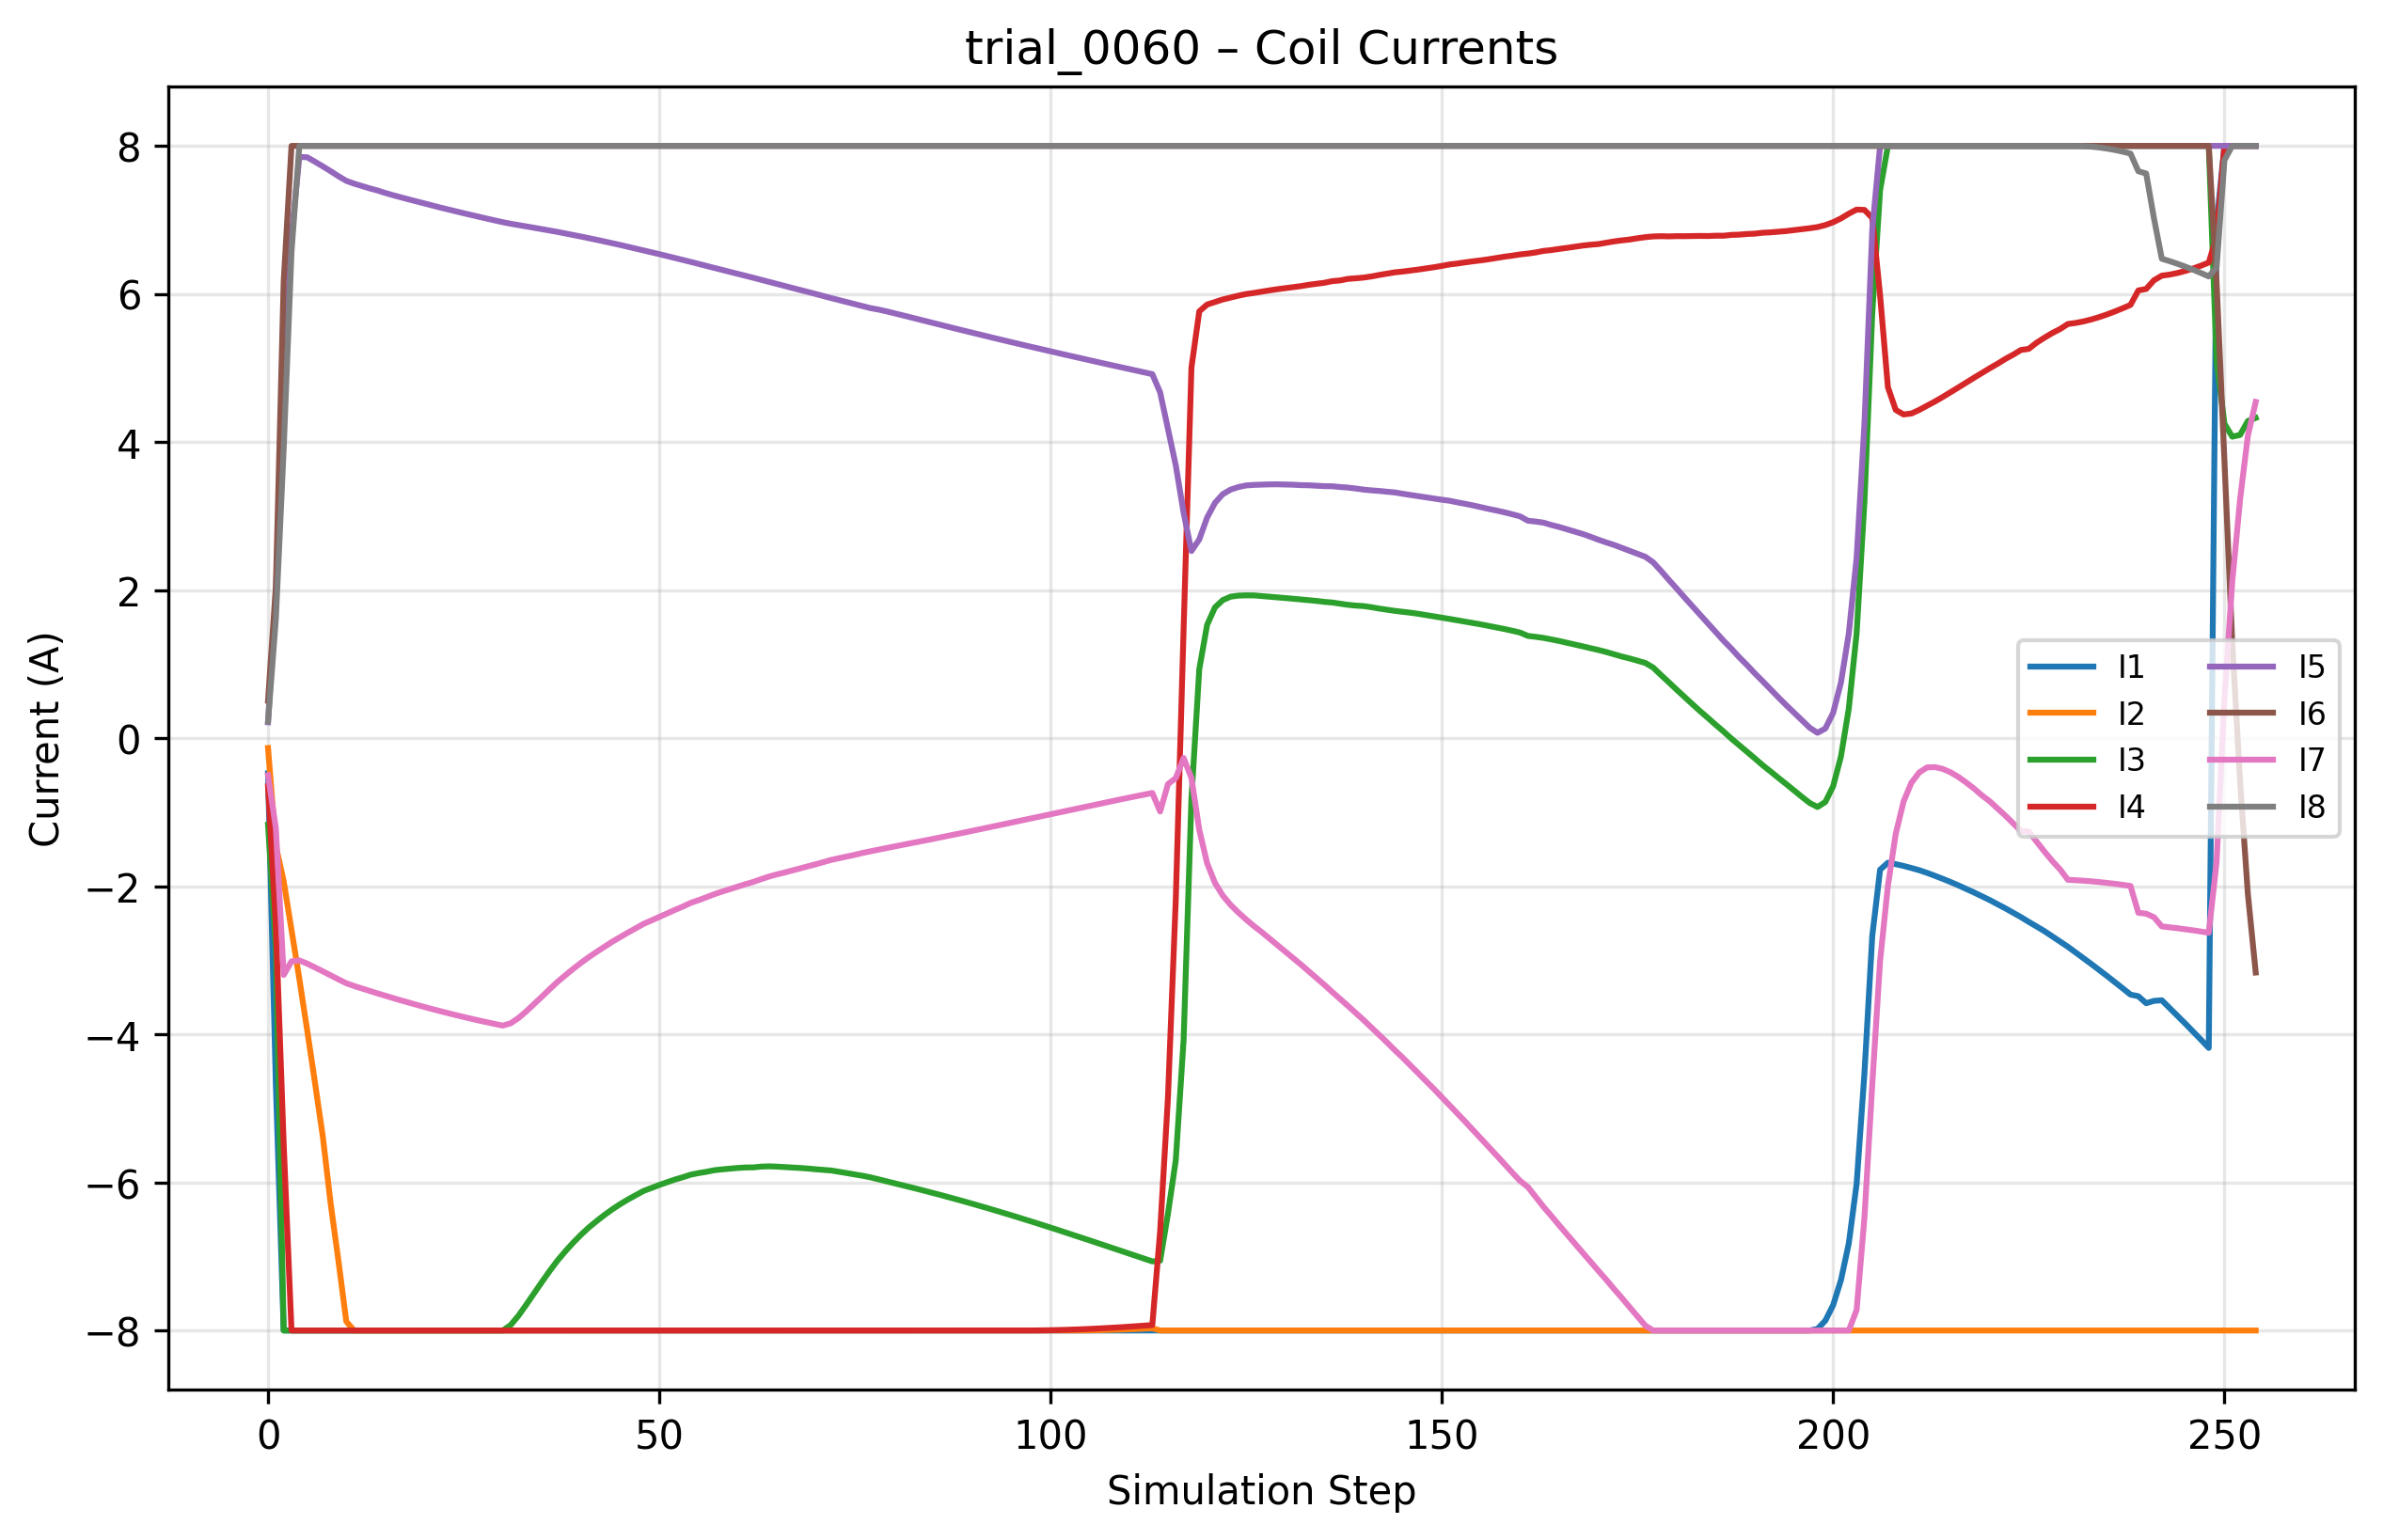 trial_0060 – Coil Currents
Current (A)
8
6
4
2
0
−2
−4
−6
−8
I1
I2
I3
I4
I5
I6
I7
I8
0 50 100 150 200 250
Simulation Step